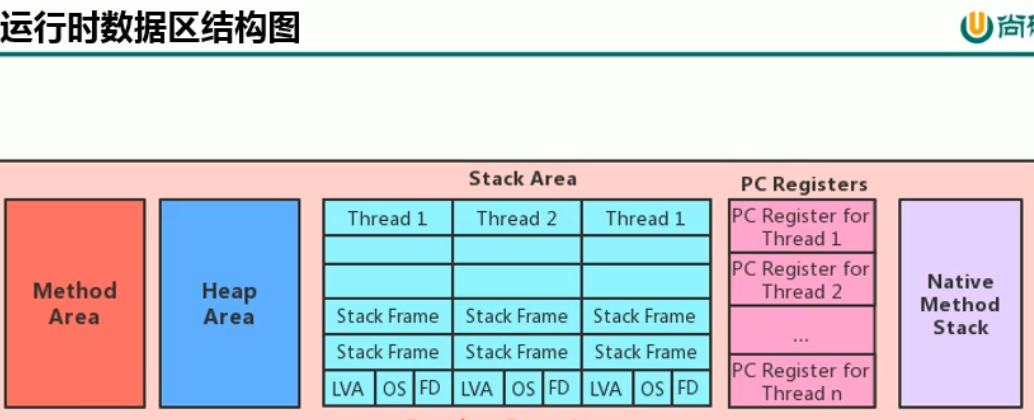 运行时数据区结构图
尚
Stack Area
PC Registers
Method
Area
Heap
Area
Thread 1
Thread 2
Thread 1
Stack Frame
Stack Frame
Stack Frame
Stack Frame
Stack Frame
Stack Frame
LVA
OS
FD
LVA
OS
FD
LVA
OS
FD
PC Register for
Thread 1
PC Register for
Thread 2
...
PC Register for
Thread n
Native
Method
Stack